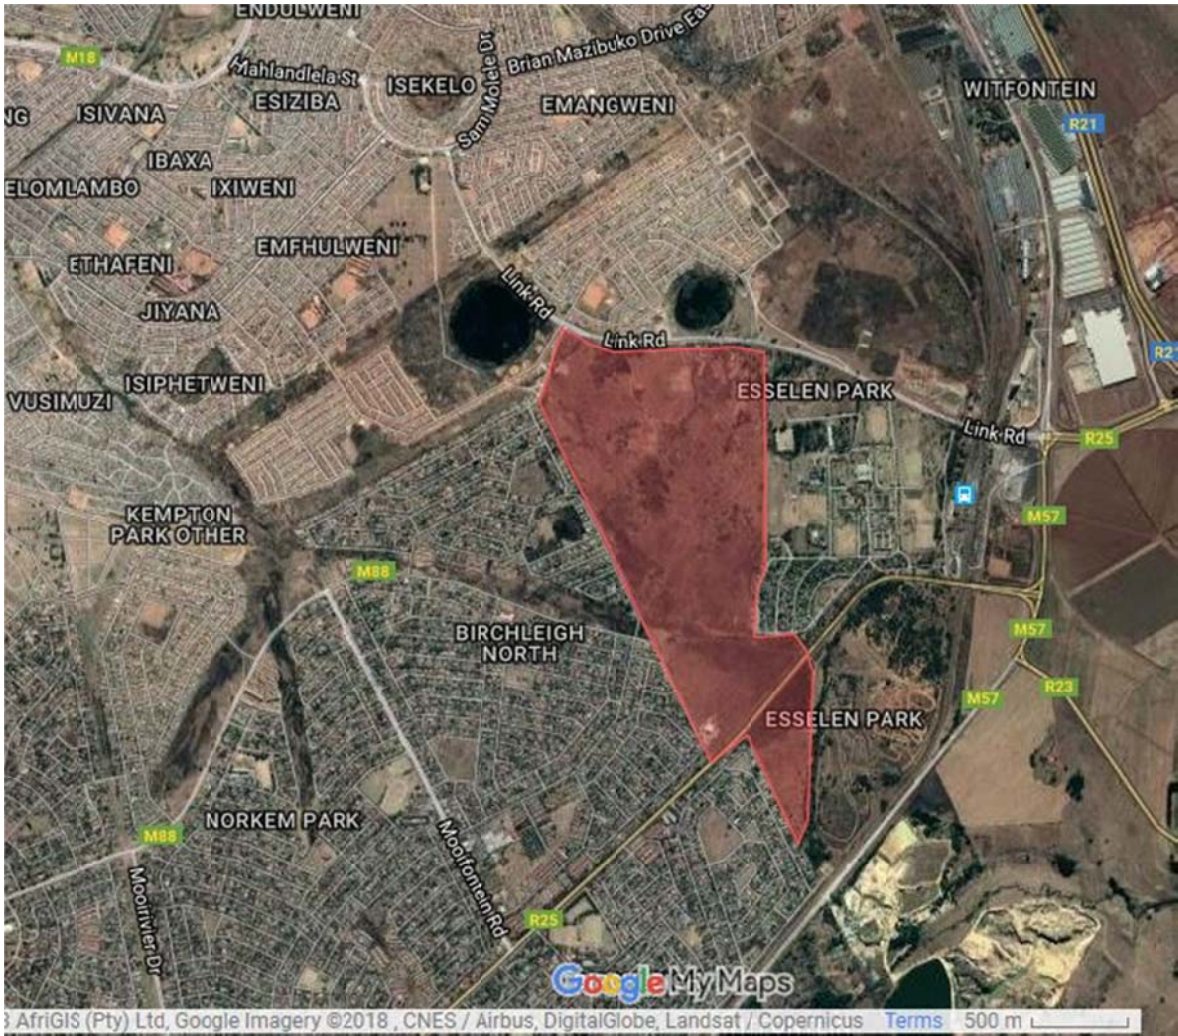 ENDULWENI
Brian Mazibuko Drive Eas
M18
Mahlandlela St
ISEKELO
Sam Molele Dr
WITFONTEIN
ESIZIBA
EMANGWENI
NG
ISIVANA
R21
IBAXA
ELOMLAMBO
IXIWENI
EMFHULWENI
ETHAFENI
Link Rd
JIYANA
Link Rd
R21
ISIPHETWENI
ESSELEN PARK
VUSIMUZI
Link Rd
R25
KEMPTON
PARK OTHER
M57
M88
BIRCHLEIGH
NORTH
M57
M57
R23
ESSELEN PARK
NORKEM PARK
M88
Mooifontein Rd
Mooirivier Dr
R25
Google My Maps
AfriGIS (Pty) Ltd, Google Imagery ©2018 , CNES / Airbus, DigitalGlobe, Landsat / Copernicus Terms 500 m